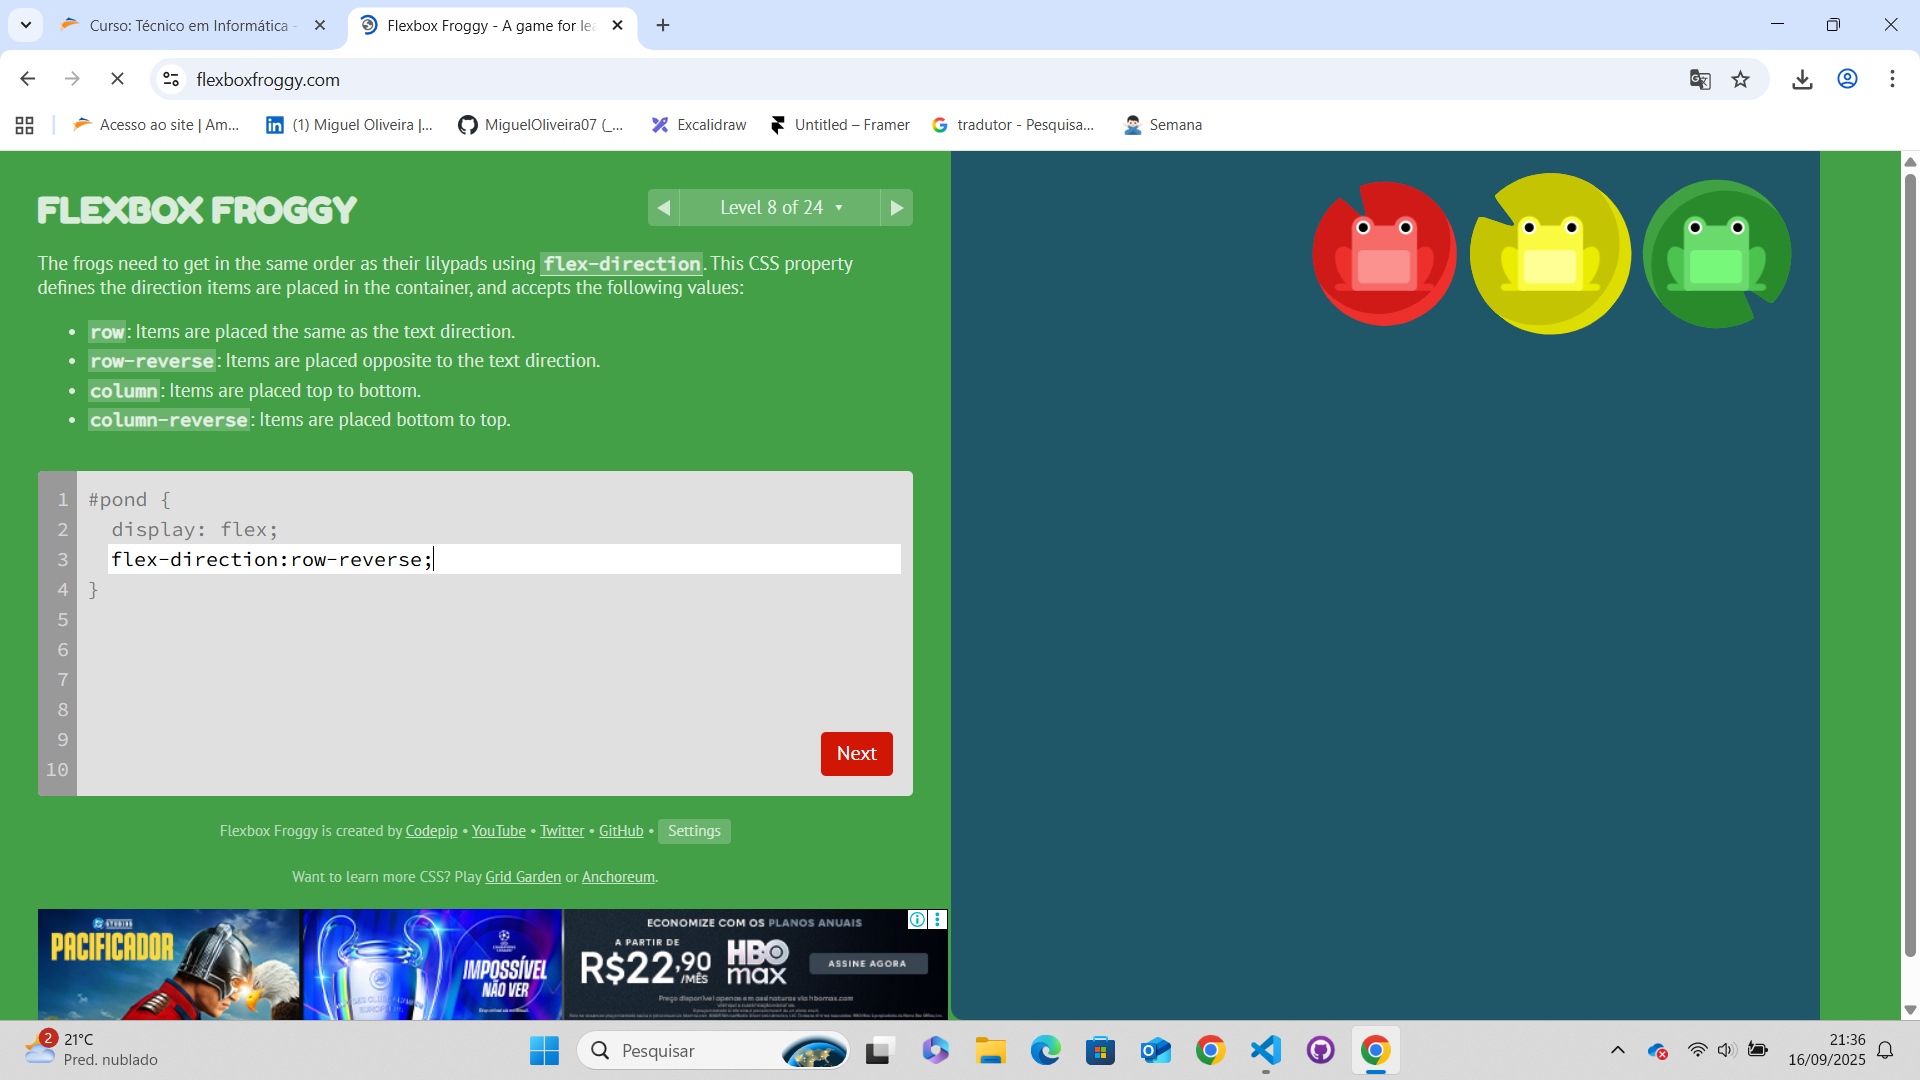 Curso: Técnico em Informática -
Flexbox Froggy - A game for lea
flexboxfroggy.com
Acesso ao site | Am...
(1) Miguel Oliveira |...
MiguelOliveira07 (_...
Excalidraw
Untitled – Framer
tradutor - Pesquisa...
Semana
FLEXBOX FROGGY
Level 8 of 24
The frogs need to get in the same order as their lilypads using flex-direction. This CSS property
defines the direction items are placed in the container, and accepts the following values:
• row: Items are placed the same as the text direction.
• row-reverse: Items are placed opposite to the text direction.
• column: Items are placed top to bottom.
• column-reverse: Items are placed bottom to top.
1 #pond {
2 display: flex;
3 flex-direction:row-reverse;
4 }
5
6
7
8
9
10
Next
Flexbox Froggy is created by Codepip • YouTube • Twitter • GitHub • Settings
Want to learn more CSS? Play Grid Garden or Anchoreum.
STUDIOS
PACIFICADOR
IMPOSSÍVEL
NÃO VER
ECONOMIZE COM OS PLANOS ANUAIS
A PARTIR DE
R$22,90
/MÊS
HBO
max
ASSINE AGORA
2
21°C
Pred. nublado
Pesquisar
21:36
16/09/2025